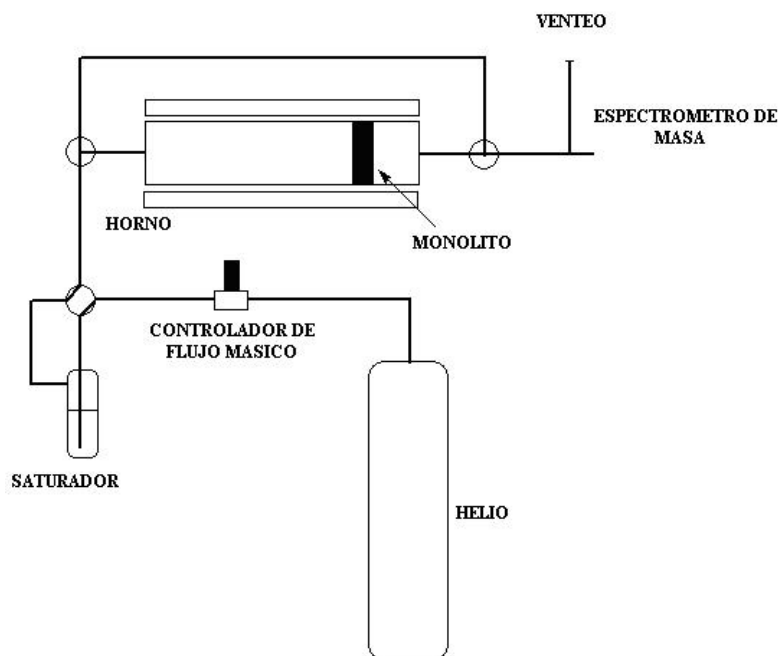 VENTEO
ESPECTROMETRO DE
MASA
HORNO
MONOLITO
CONTROLADOR DE
FLUJO MASICO
SATURADOR
HELIO